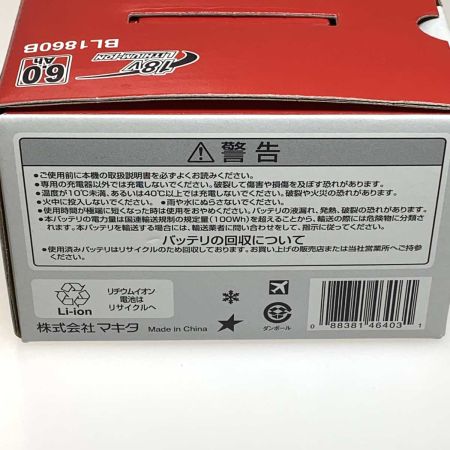 BL1860B
18V
LITHIUM-ION
6.0
Ah
警告
●ご使用前に本機の取扱説明書を必ずよくお読みください。
●専用の充電器以外では充電しないでください。破裂して傷害や損傷を及ぼす恐れがあります。
●温度が10℃未満、あるいは40℃以上では充電しないでください。破裂や火災の恐れがあります。
●火中に投入しないでください。●雨や水にぬらさないでください。
●使用時間が極端に短くなった時は使用をおやめください。バッテリの液漏れ、発熱、破裂の恐れがあります。
●本バッテリの電力量は国連輸送規制の規定量(100Wh)を超えることから、輸送の際には危険物に分類されます。本バッテリを輸送する場合には、輸送業者に問い合わせをして、指示に従ってください。
バッテリの回収について
●使用済みバッテリはリサイクルのため回収しております。お買い上げの販売店または当社営業所へご持参ください。
Li-ion
リチウムイオン
電池は
リサイクルへ
ダンボール
株式会社 マキタ
Made in China
0 88381 46403 1